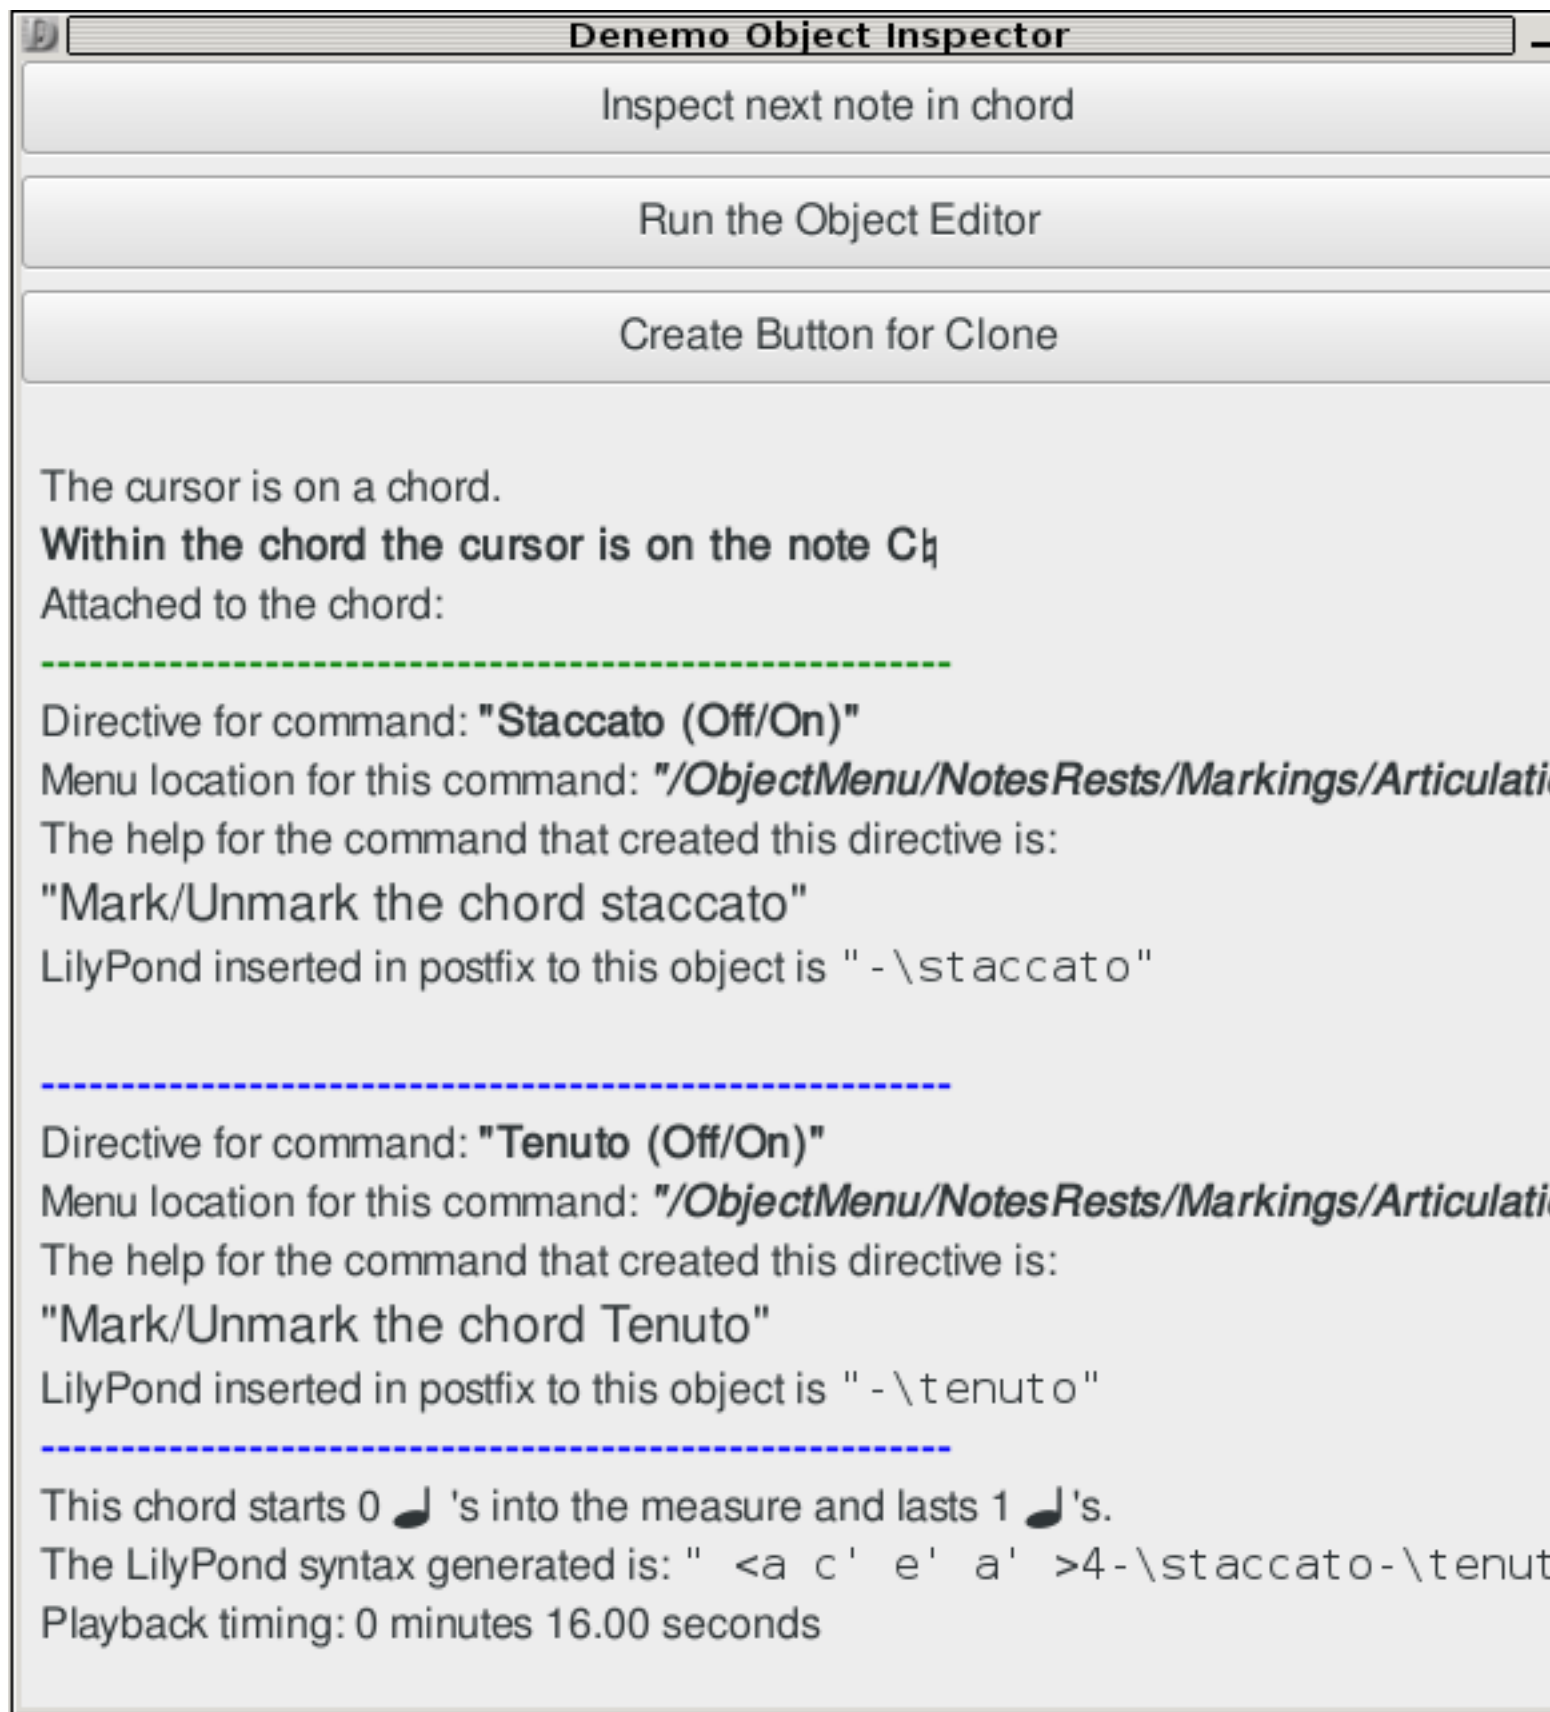 Denemo Object Inspector
Inspect next note in chord
Run the Object Editor
Create Button for Clone
The cursor is on a chord.
Within the chord the cursor is on the note C♮
Attached to the chord:
---------------------------------------------------------
Directive for command: "Staccato (Off/On)"
Menu location for this command: "/ObjectMenu/NotesRests/Markings/Articulati
The help for the command that created this directive is:
"Mark/Unmark the chord staccato"
LilyPond inserted in postfix to this object is "-\staccato"
---------------------------------------------------------
Directive for command: "Tenuto (Off/On)"
Menu location for this command: "/ObjectMenu/NotesRests/Markings/Articulati
The help for the command that created this directive is:
"Mark/Unmark the chord Tenuto"
LilyPond inserted in postfix to this object is "-\tenuto"
---------------------------------------------------------
This chord starts 0 ♩ 's into the measure and lasts 1 ♩'s.
The LilyPond syntax generated is: " <a c' e' a' >4-\staccato-\tenut
Playback timing: 0 minutes 16.00 seconds